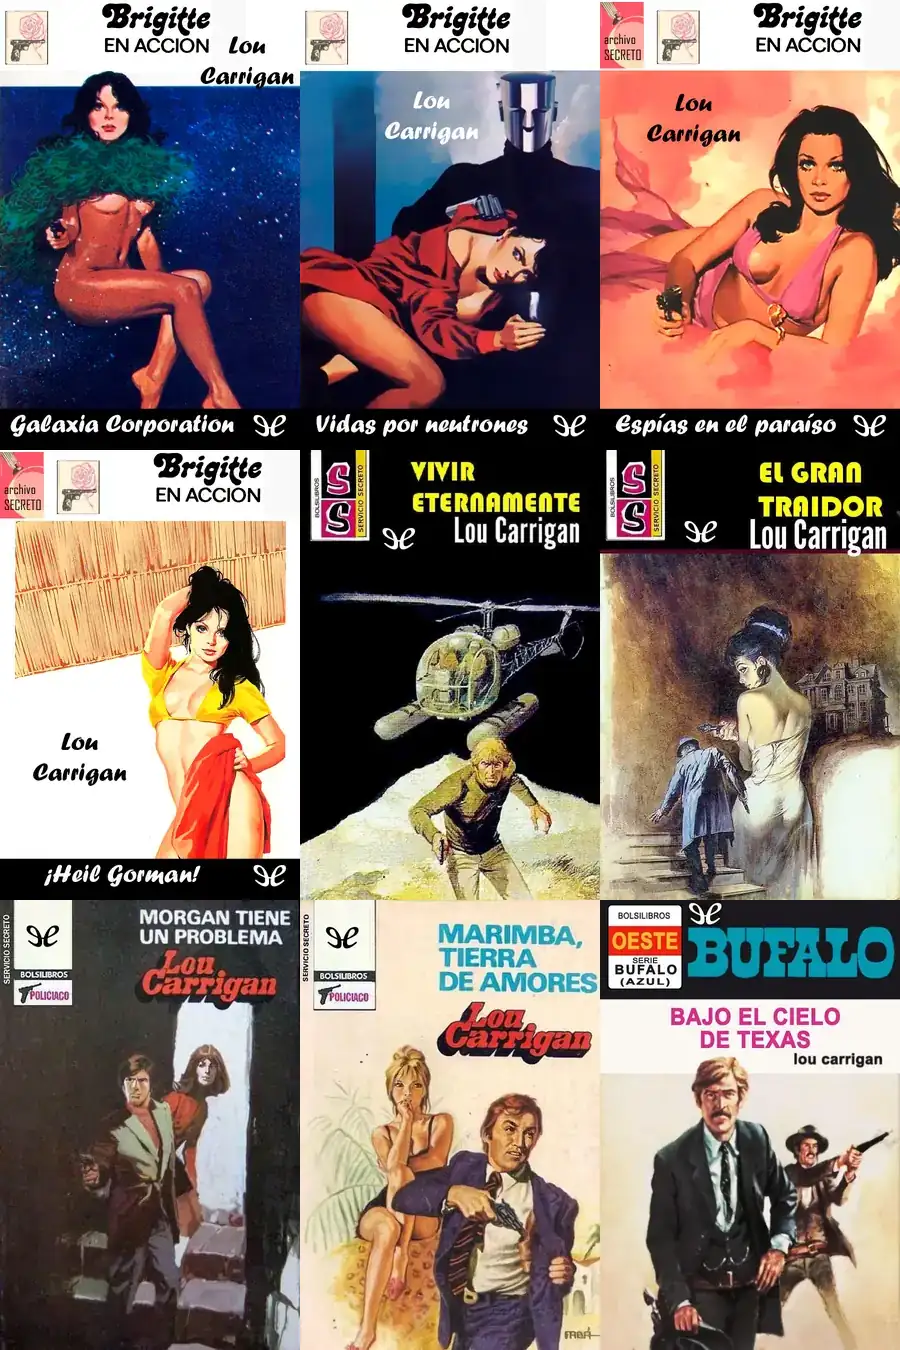 Brigitte
EN ACCION
Lou
Carrigan
Galaxia Corporation
Brigitte
EN ACCION
Lou
Carrigan
Vidas por neutrones
archivo
SECRETO
Brigitte
EN ACCION
Lou
Carrigan
Espías en el paraíso
archivo
SECRETO
Brigitte
EN ACCION
Lou
Carrigan
¡Heil Gorman!
BOLSILIBROS
SS
SERVICIO SECRETO
VIVIR
ETERNAMENTE
Lou Carrigan
BOLSILIBROS
SS
SERVICIO SECRETO
EL GRAN
TRAIDOR
Lou Carrigan
SERVICIO SECRETO
BOLSILIBROS
POLICIACO
MORGAN TIENE
UN PROBLEMA
Lou
Carrigan
SERVICIO SECRETO
BOLSILIBROS
POLICIACO
MARIMBA,
TIERRA
DE AMORES
Lou
Carrigan
BOLSILIBROS
OESTE
SERIE
BUFALO
(AZUL)
BUFALO
BAJO EL CIELO
DE TEXAS
lou carrigan